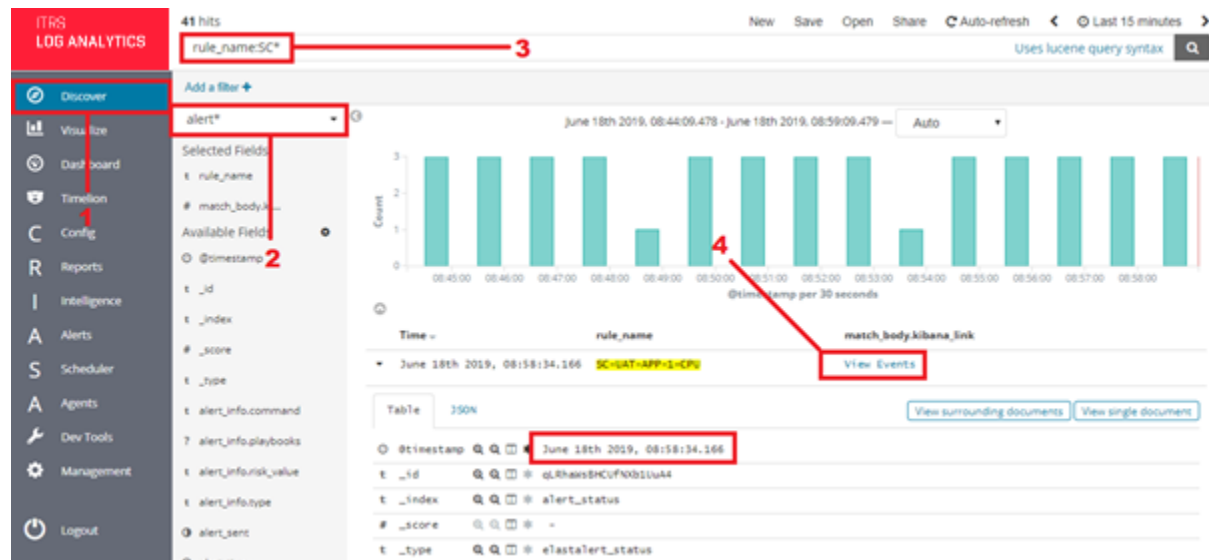 ITRS
LOG ANALYTICS
41 hits
New Save Open Share Auto-refresh Last 15 minutes
rule_name:SC*
3
Uses lucene query syntax
Discover
Visualize
Dashboard
Timelion
1
C Config
R Reports
I Intelligence
A Alerts
S Scheduler
A Agents
Dev Tools
Management
Logout
Add a filter +
alert*
Selected Fields
t rule_name
# match_body.ki...
Available Fields
2
@timestamp
t _id
t _index
# _score
t _type
t alert_info.command
? alert_info.playbooks
t alert_info.risk_value
t alert_info.type
alert_sent
June 18th 2019, 08:44:09.478 - June 18th 2019, 08:59:09.479 — Auto
Count
3
2
1
0
4
08:45:00 08:46:00 08:47:00 08:48:00 08:49:00 08:50:00 08:51:00 08:52:00 08:53:00 08:54:00 08:55:00 08:56:00 08:57:00 08:58:00
@timestamp per 30 seconds
Time rule_name match_body.kibana_link
June 18th 2019, 08:58:34.166 SC=UAT=APP=1=CPU View Events
Table JSON
View surrounding documents View single document
@timestamp June 18th 2019, 08:58:34.166
t _id
t _index alert_status
# _score -
t _type elastalert_status